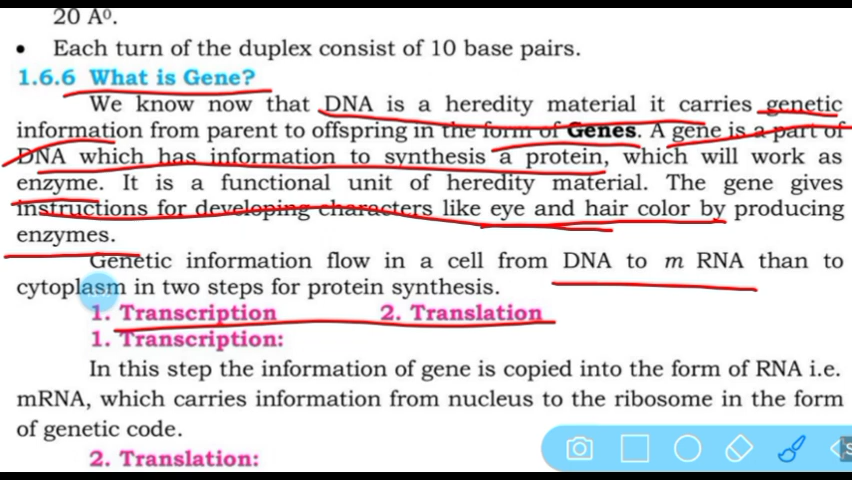 20 A⁰.
• Each turn of the duplex consist of 10 base pairs.
1.6.6 What is Gene?
We know now that DNA is a heredity material it carries genetic
information from parent to offspring in the form of Genes. A gene is a part of
DNA which has information to synthesis a protein, which will work as
enzyme. It is a functional unit of heredity material. The gene gives
instructions for developing characters like eye and hair color by producing
enzymes.
Genetic information flow in a cell from DNA to m RNA than to
cytoplasm in two steps for protein synthesis.
1. Transcription 2. Translation
1. Transcription:
In this step the information of gene is copied into the form of RNA i.e.
mRNA, which carries information from nucleus to the ribosome in the form
of genetic code.
2. Translation: